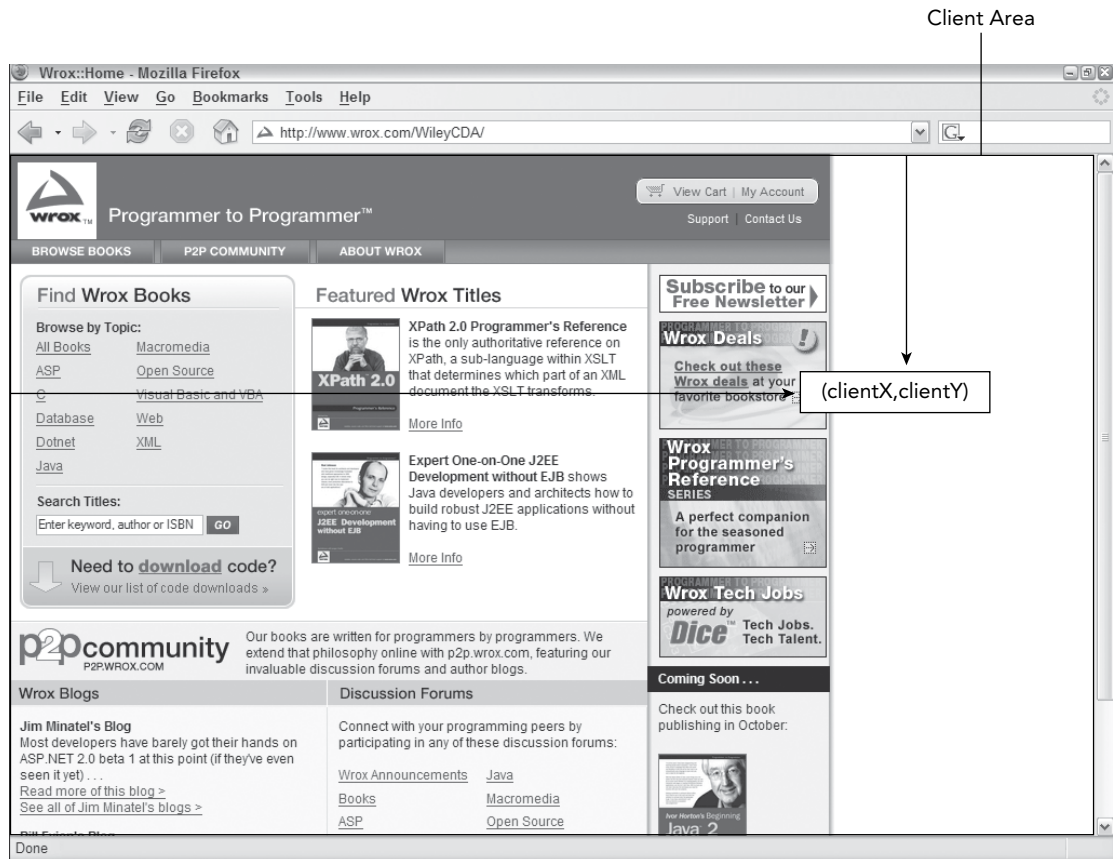 Client Area
Wrox::Home - Mozilla Firefox
File Edit View Go Bookmarks Tools Help
http://www.wrox.com/WileyCDA/
G
wrox™
Programmer to Programmer™
View Cart | My Account
Support | Contact Us
BROWSE BOOKS P2P COMMUNITY ABOUT WROX
Find Wrox Books
Browse by Topic:
All Books Macromedia
ASP Open Source
C Visual Basic and VBA
Database Web
Dotnet XML
Java
Search Titles:
Enter keyword, author or ISBN GO
Need to download code?
View our list of code downloads »
Featured Wrox Titles
XPath 2.0
XPath 2.0 Programmer's Reference
is the only authoritative reference on
XPath, a sub-language within XSLT
that determines which part of an XML
document the XSLT transforms.
More Info
expert one-on-one
J2EE Development
without EJB
Expert One-on-One J2EE
Development without EJB shows
Java developers and architects how to
build robust J2EE applications without
having to use EJB.
More Info
Subscribe to our
Free Newsletter
Wrox Deals
Check out these
Wrox deals at your
favorite bookstore
(clientX,clientY)
Wrox
Programmer's
Reference
SERIES
A perfect companion
for the seasoned
programmer
Wrox Tech Jobs
powered by
Dice™ Tech Jobs.
Tech Talent.
p2pcommunity
P2P.WROX.COM
Our books are written for programmers by programmers. We
extend that philosophy online with p2p.wrox.com, featuring our
invaluable discussion forums and author blogs.
Wrox Blogs
Jim Minatel's Blog
Most developers have barely got their hands on
ASP.NET 2.0 beta 1 at this point (if they've even
seen it yet) . . .
Read more of this blog >
See all of Jim Minatel's blogs >
Discussion Forums
Connect with your programming peers by
participating in any of these discussion forums:
Wrox Announcements Java
Books Macromedia
ASP Open Source
Coming Soon . . .
Check out this book
publishing in October:
Ivor Horton's Beginning
Java 2
Done